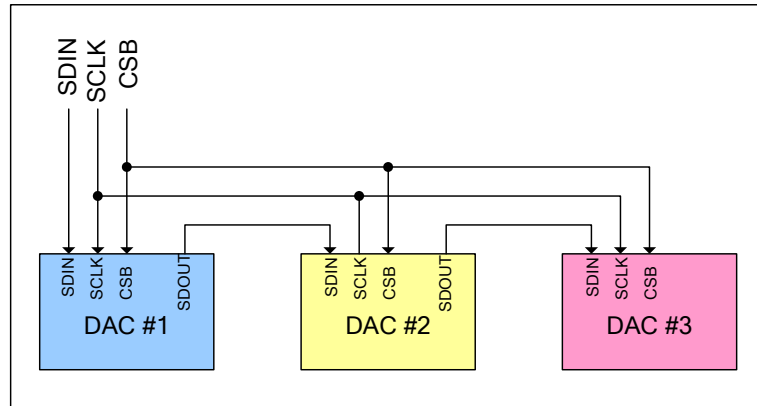 SDIN
SCLK
CSB
SDIN
SCLK
CSB
SDOUT
DAC #1
SDIN
SCLK
CSB
SDOUT
DAC #2
SDIN
SCLK
CSB
DAC #3